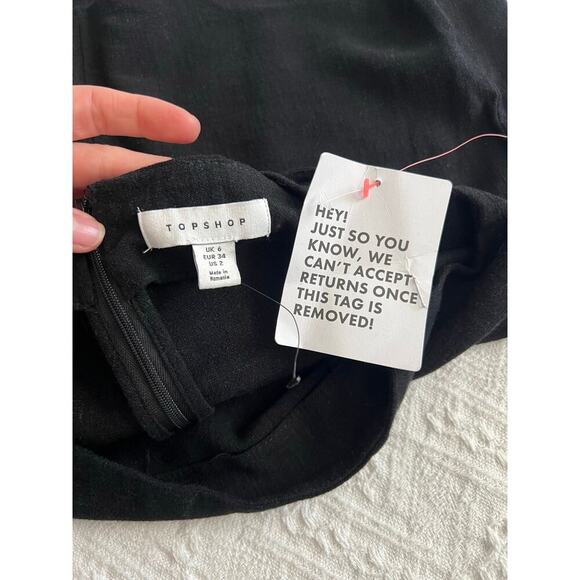 TOPSHOP
UK 6
EUR 34
US 2
Made in
Romania
HEY!
JUST SO YOU
KNOW, WE
CAN'T ACCEPT
RETURNS ONCE
THIS TAG IS
REMOVED!